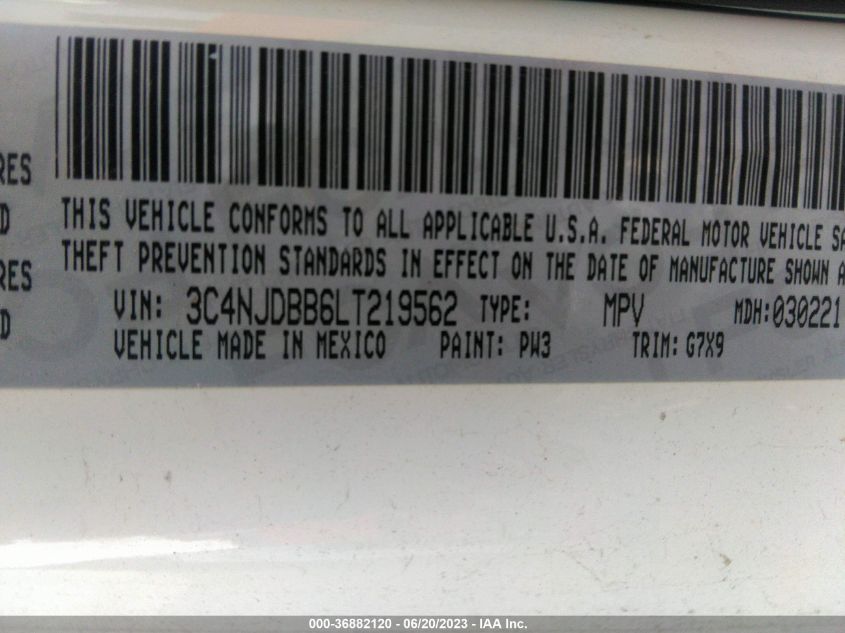 RES
D
RES
D
THIS VEHICLE CONFORMS TO ALL APPLICABLE U.S.A. FEDERAL MOTOR VEHICLE SA
THEFT PREVENTION STANDARDS IN EFFECT ON THE DATE OF MANUFACTURE SHOWN A
VIN: 3C4NJDBB6LT219562 TYPE: MPV MDH:030221
VEHICLE MADE IN MEXICO PAINT: PW3 TRIM: G7X9
000-36882120 - 06/20/2023 - IAA Inc.